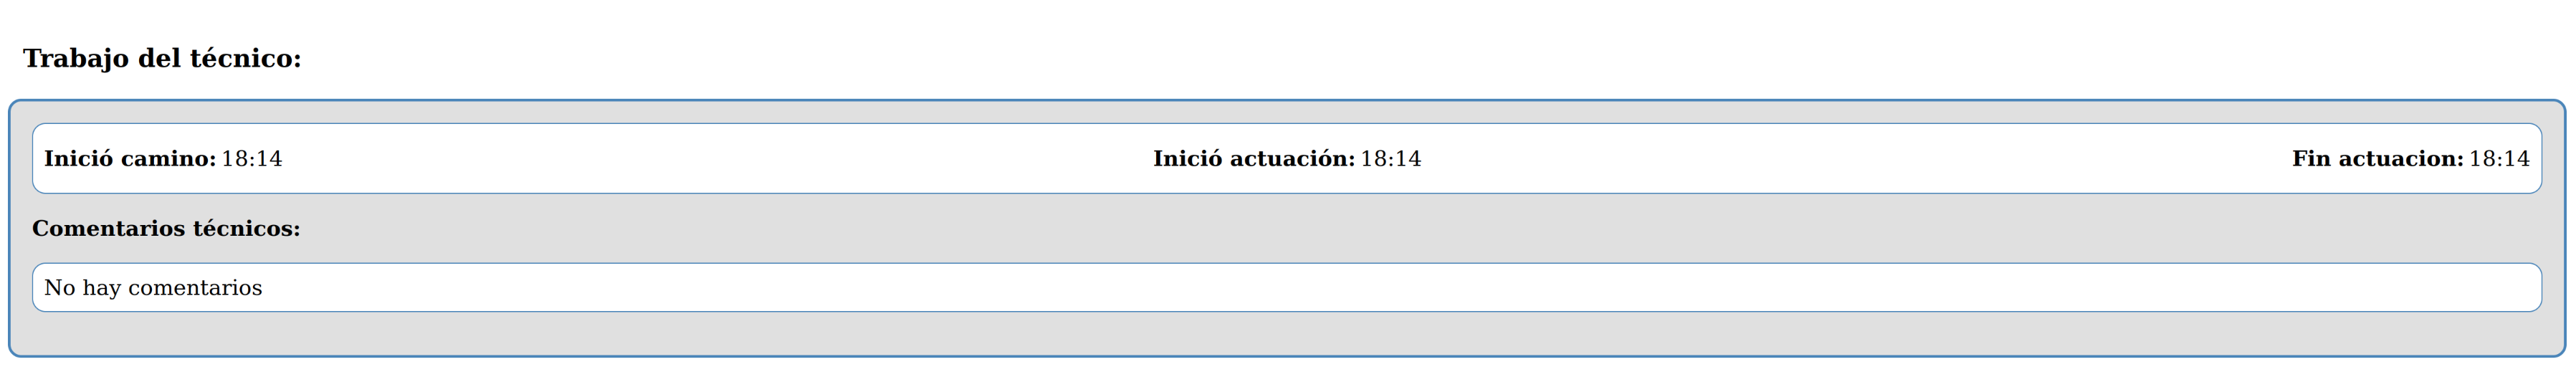 Trabajo del técnico:
Inició camino: 18:14 Inició actuación: 18:14 Fin actuacion: 18:14
Comentarios técnicos:
No hay comentarios